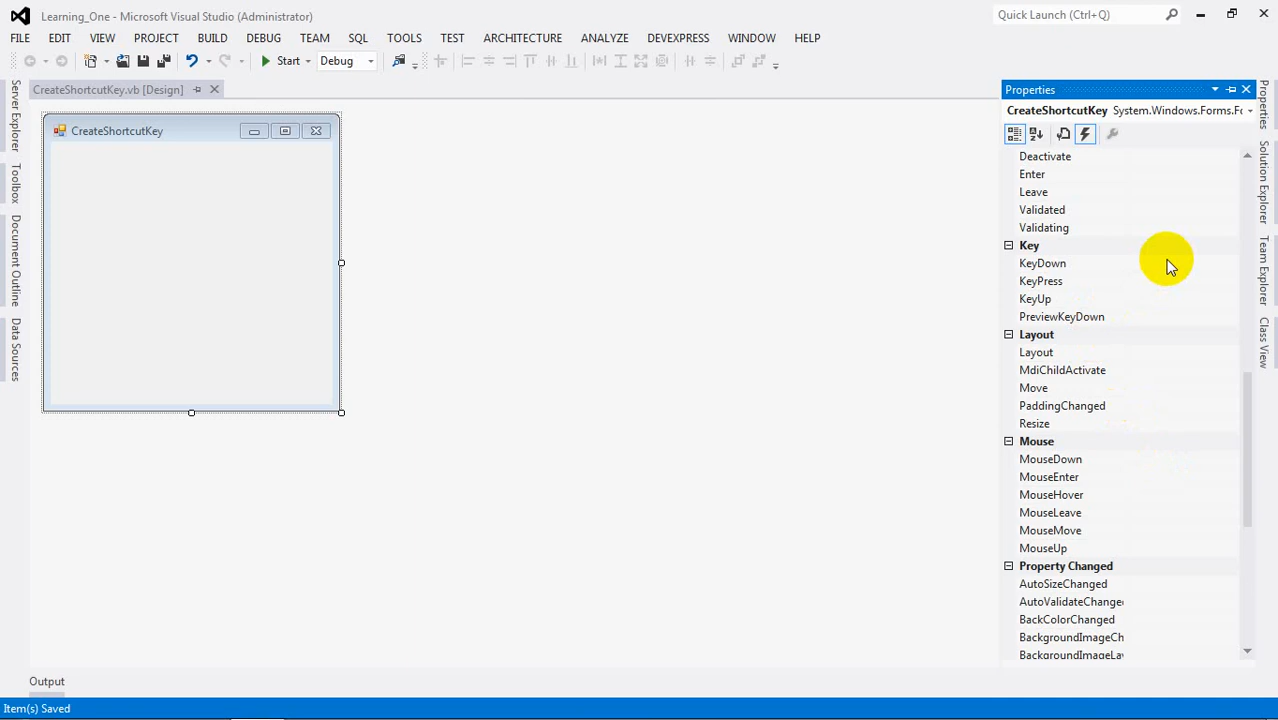 Learning_One - Microsoft Visual Studio (Administrator)
Quick Launch (Ctrl+Q)
FILE EDIT VIEW PROJECT BUILD DEBUG TEAM SQL TOOLS TEST ARCHITECTURE ANALYZE DEVEXPRESS WINDOW HELP
Start Debug
CreateShortcutKey.vb [Design]
Server Explorer
Toolbox
Document Outline
Data Sources
CreateShortcutKey
Properties
CreateShortcutKey System.Windows.Forms.Fo
Deactivate
Enter
Leave
Validated
Validating
Key
KeyDown
KeyPress
KeyUp
PreviewKeyDown
Layout
Layout
MdiChildActivate
Move
PaddingChanged
Resize
Mouse
MouseDown
MouseEnter
MouseHover
MouseLeave
MouseMove
MouseUp
Property Changed
AutoSizeChanged
AutoValidateChanged
BackColorChanged
BackgroundImageCh
BackgroundImageLay
Properties
Solution Explorer
Team Explorer
Class View
Output
Item(s) Saved